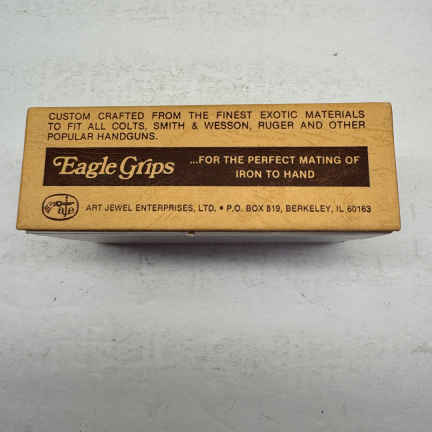 CUSTOM CRAFTED FROM THE FINEST EXOTIC MATERIALS
TO FIT ALL COLTS, SMITH & WESSON, RUGER AND OTHER
POPULAR HANDGUNS.
Eagle Grips ...FOR THE PERFECT MATING OF
IRON TO HAND
aje ART JEWEL ENTERPRISES, LTD. • P.O. BOX 819, BERKELEY, IL 60163